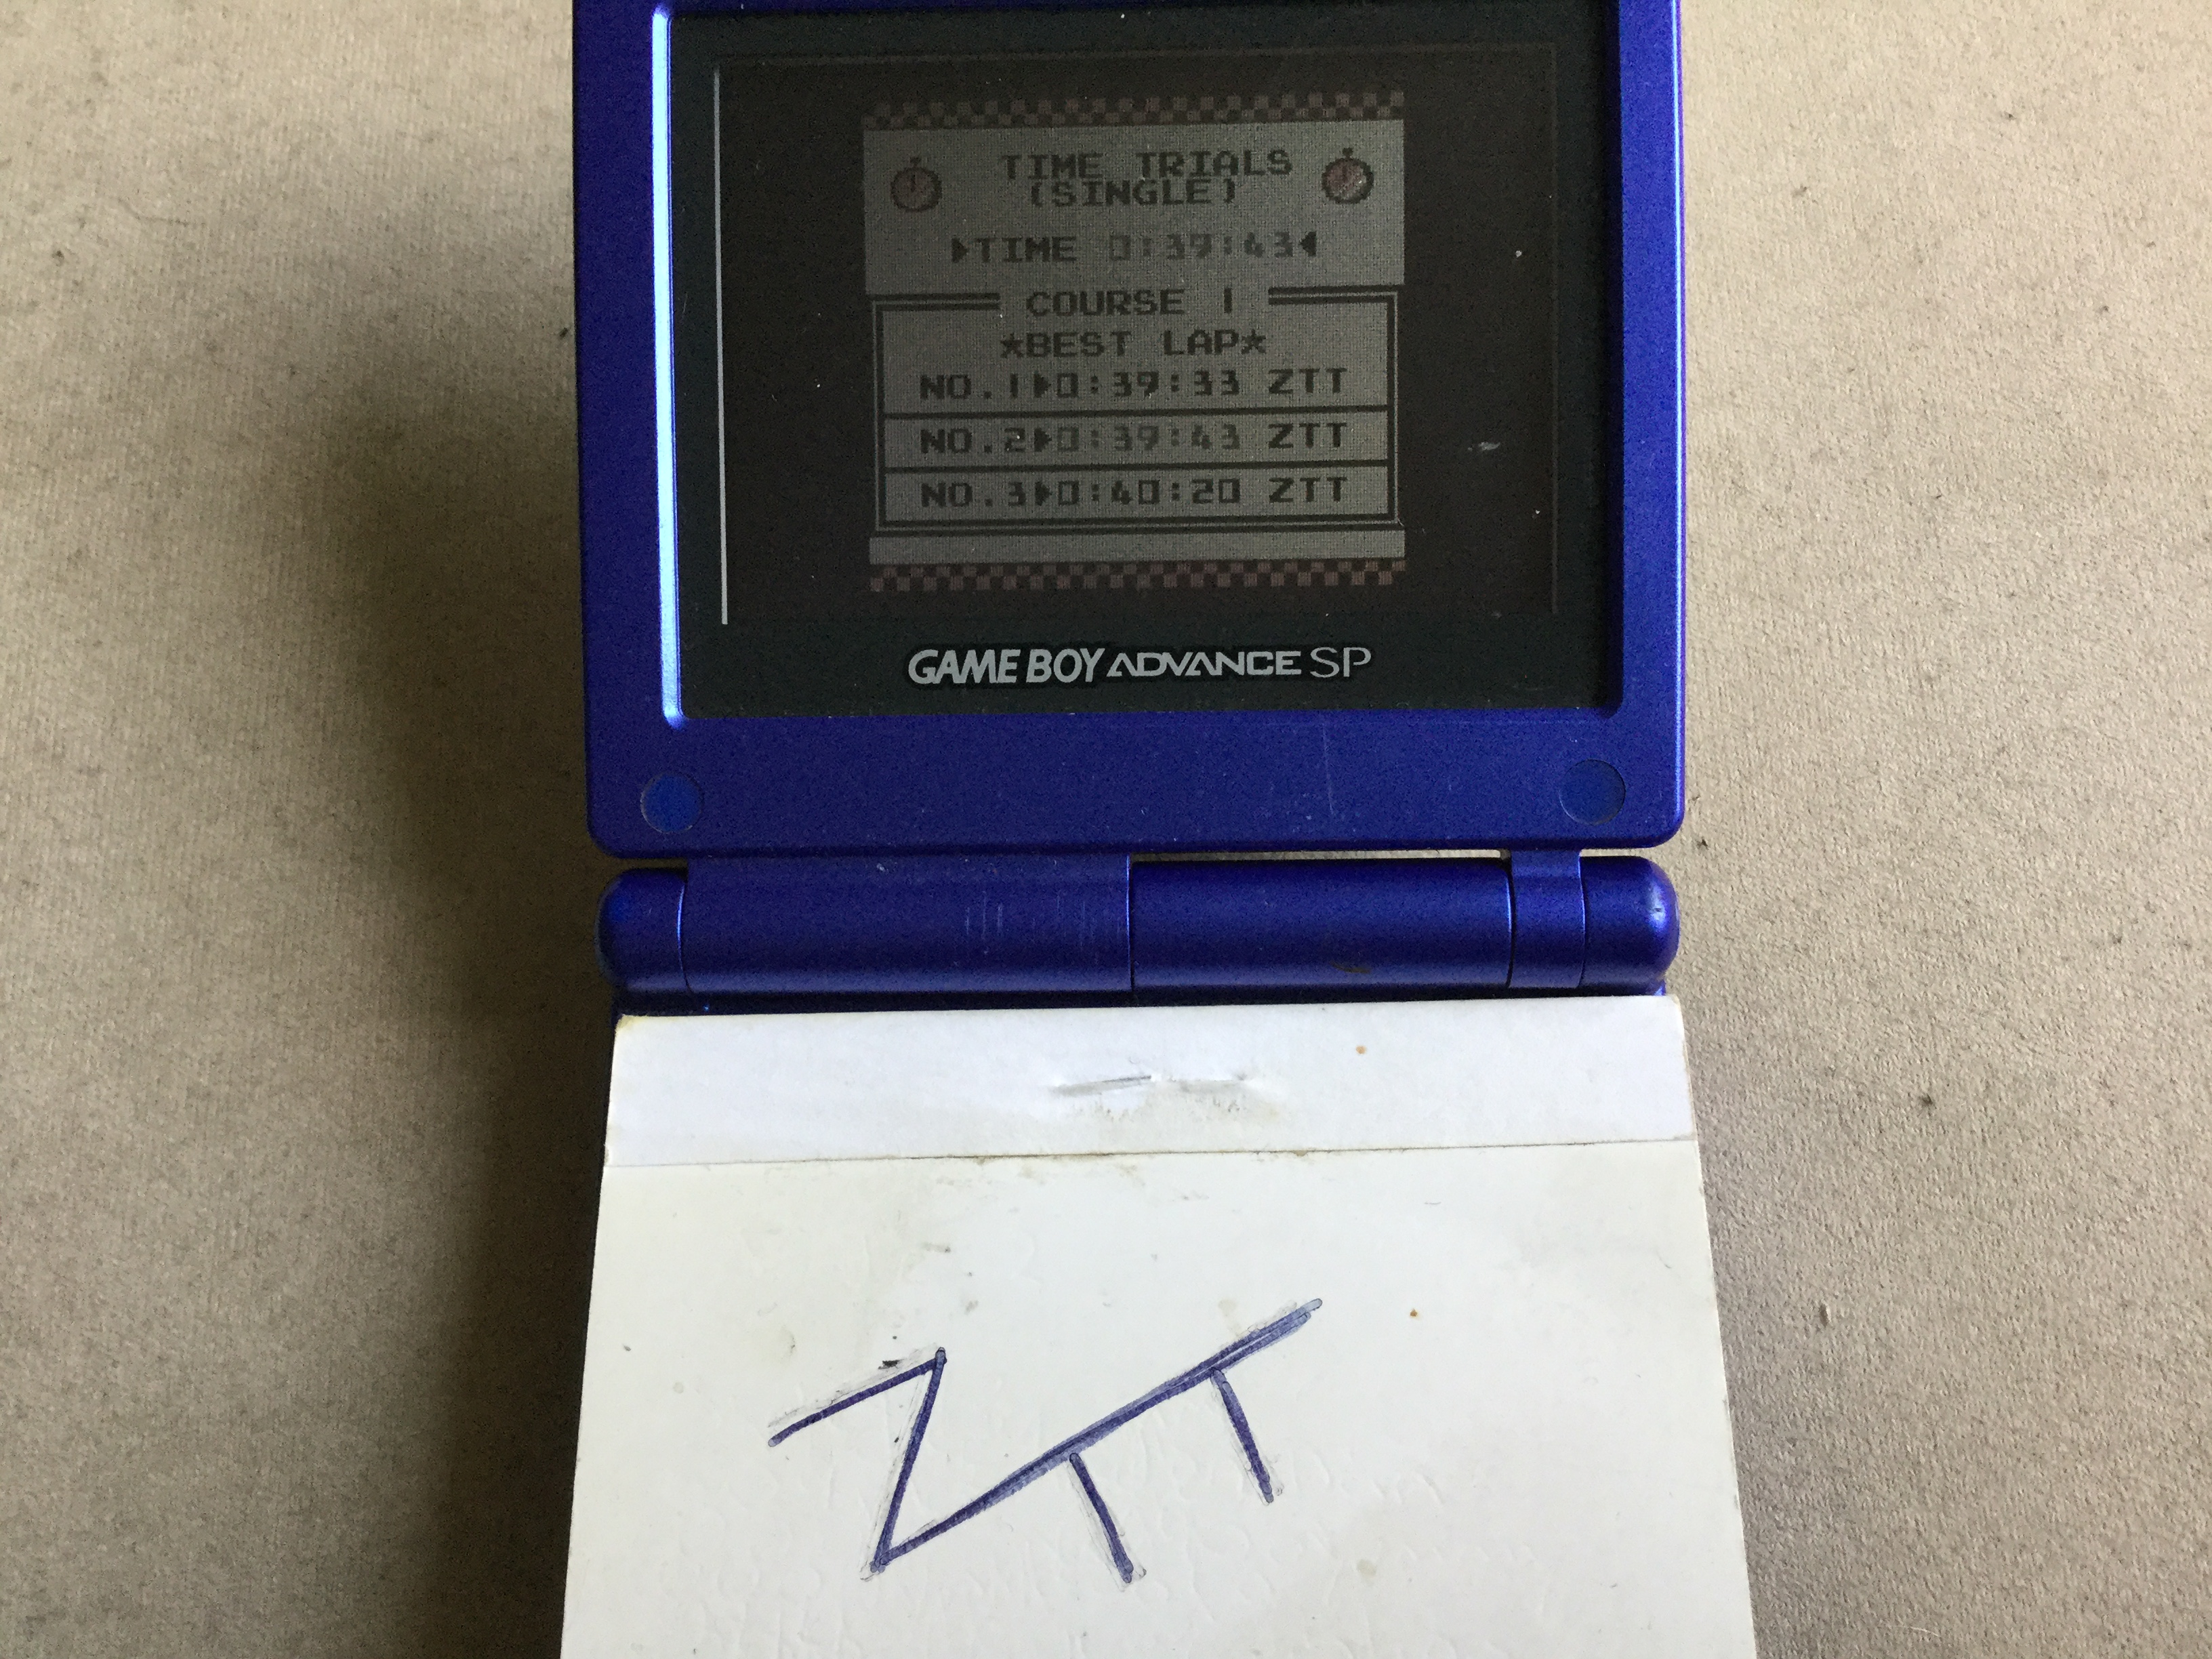 TIME TRIALS
(SINGLE)
TIME 0:39:43
COURSE 1
★BEST LAP★
NO.1▶0:39:33 ZTT
NO.2▶0:39:43 ZTT
NO.3▶0:40:20 ZTT
GAME BOY ADVANCE SP
ZTT